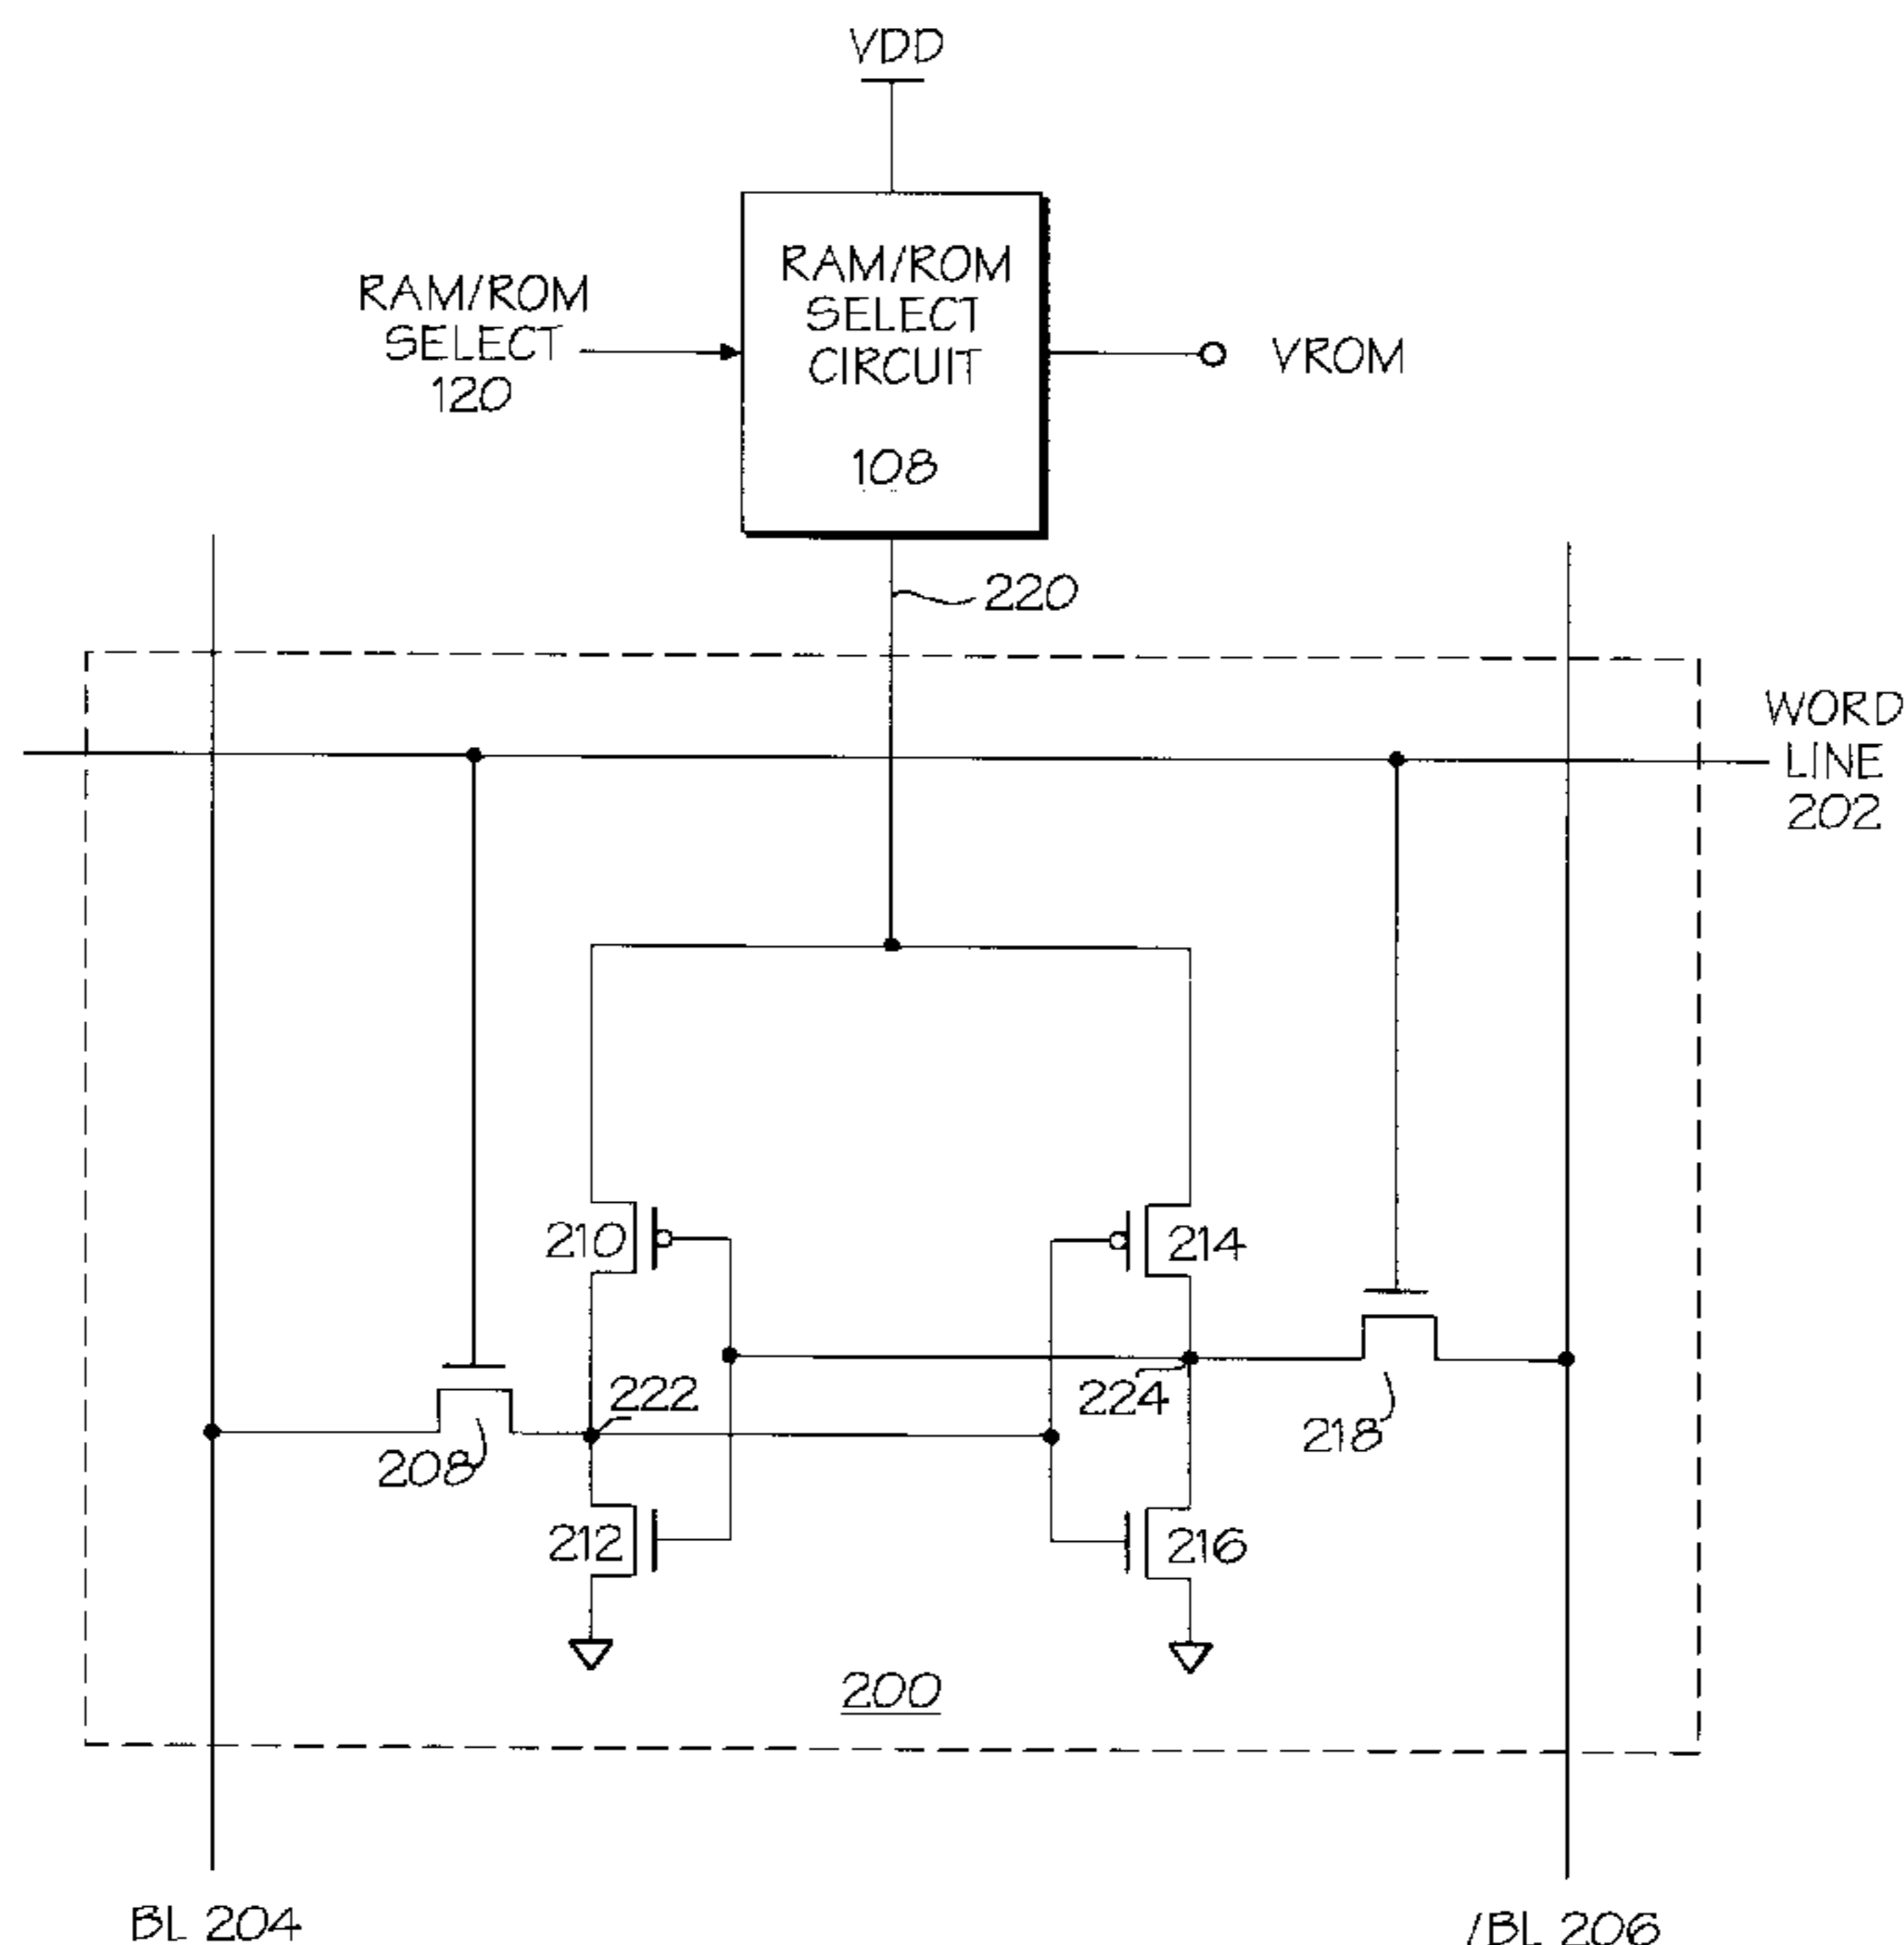 VDD
RAM/ROM
SELECT
120
RAM/ROM
SELECT
CIRCUIT
108
VROM
220
WORD
LINE
202
210
214
222
224
208
218
212
216
200
BL 204
/BL 206